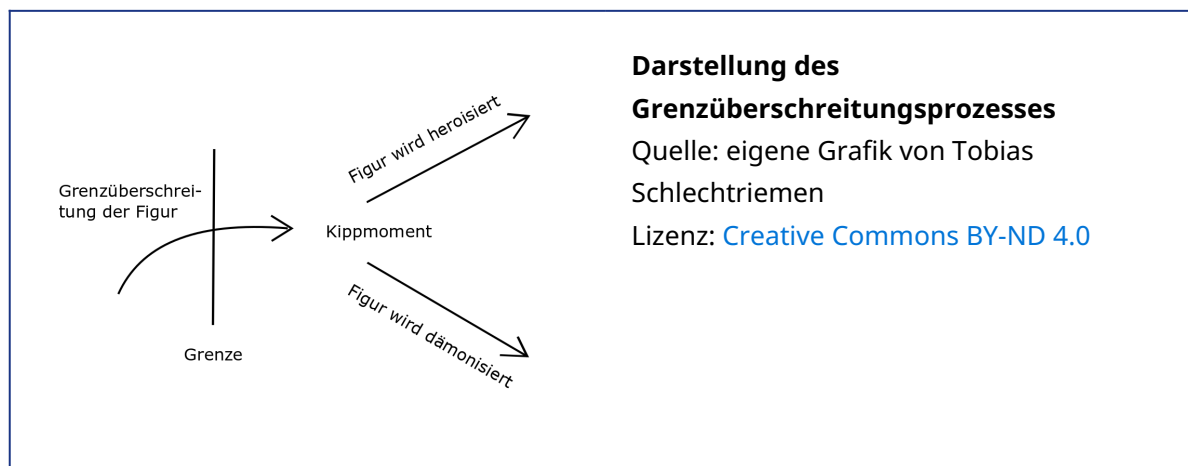 Grenzüberschrei-
tung der Figur
Grenze
Kippmoment
Figur wird heroisiert
Figur wird dämonisiert
Darstellung des
Grenzüberschreitungsprozesses
Quelle: eigene Grafik von Tobias
Schlechtriemen
Lizenz: Creative Commons BY-ND 4.0